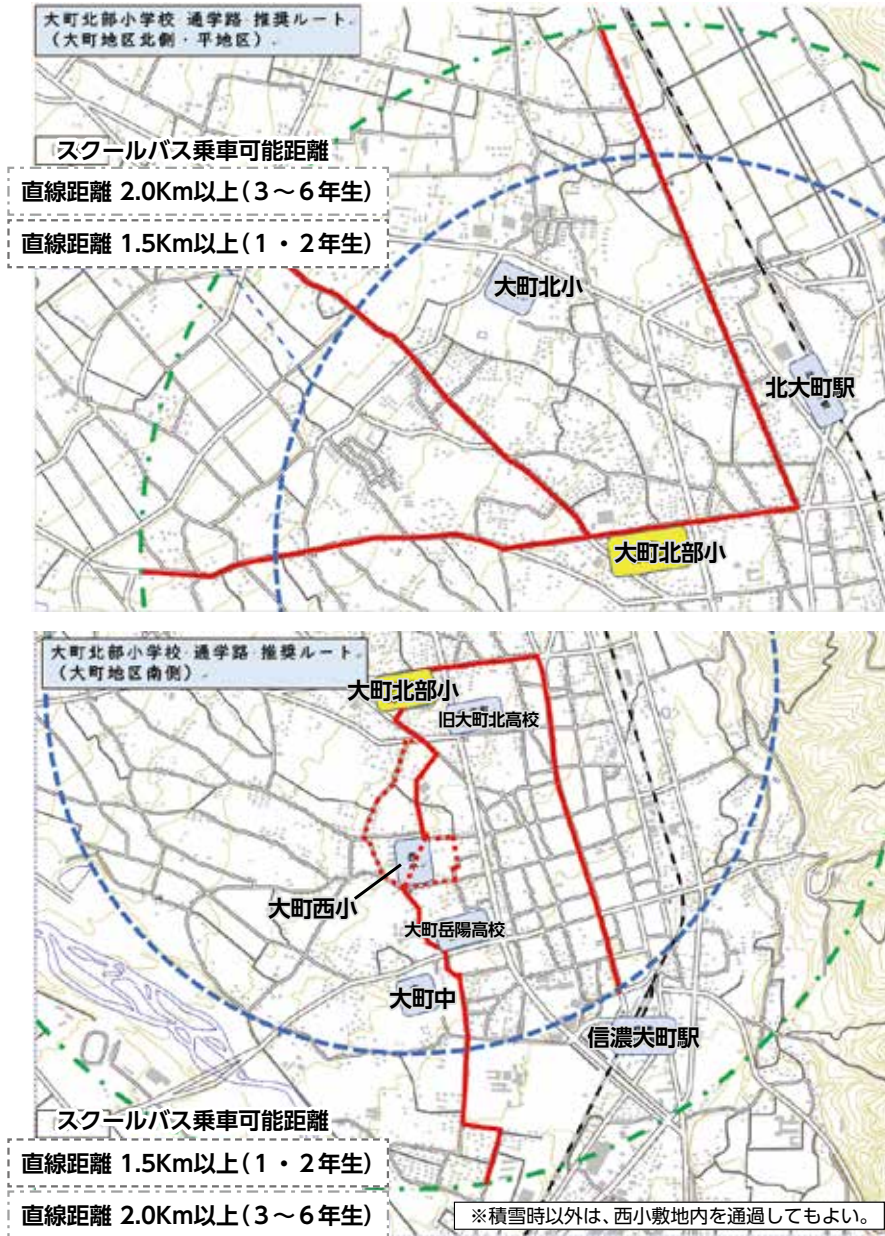 大町北部小学校 通学路 推奨ルート.
(大町地区北側・平地区).
スクールバス乗車可能距離
直線距離 2.0Km以上(3~6年生)
直線距離 1.5Km以上(1・2年生)
大町北小
北大町駅
大町北部小
大町北部小学校 通学路 推奨ルート.
(大町地区南側).
大町北部小
旧大町北高校
大町西小
大町岳陽高校
大町中
信濃大町駅
スクールバス乗車可能距離
直線距離 1.5Km以上(1・2年生)
直線距離 2.0Km以上(3~6年生)
※積雪時以外は、西小敷地内を通過してもよい。